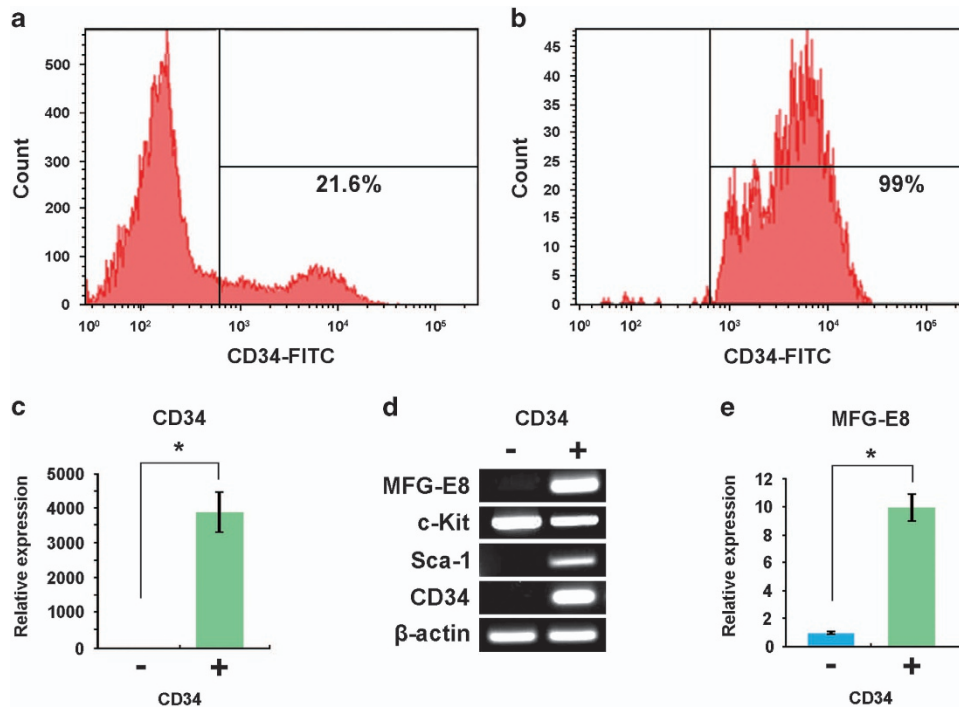 a
500
400
300
200
100
0
Count
21.6%
10⁰ 10² 10³ 10⁴ 10⁵
CD34-FITC
b
45
40
35
30
25
20
15
10
5
0
Count
99%
10⁰ 10² 10³ 10⁴ 10⁵
CD34-FITC
c
CD34
*
5000
4000
3000
2000
1000
0
Relative expression
- +
CD34
d
CD34
- +
MFG-E8
c-Kit
Sca-1
CD34
β-actin
e
MFG-E8
*
12
10
8
6
4
2
0
Relative expression
- +
CD34